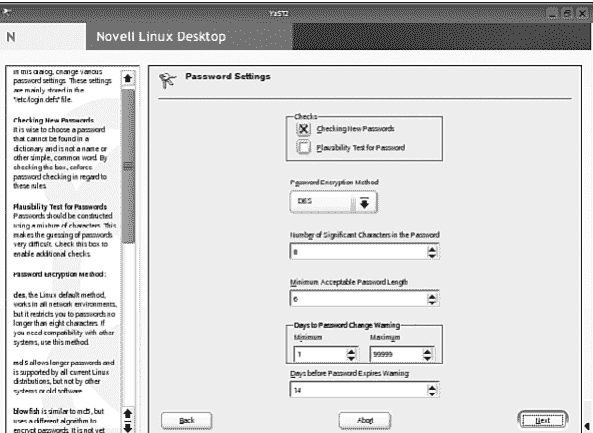 YaST2
N
Novell Linux Desktop
In this dialog, change various
password settings. These settings
are mainly stored in the
"/etc/login.defs" file.
Checking New Passwords
It is wise to choose a password
that cannot be found in a
dictionary and is not a name or
other simple, common word. By
checking the box, enforce
password checking in regard to
these rules.
Plausibility Test for Passwords
Passwords should be constructed
using a mixture of characters. This
makes the guessing of passwords
very difficult. Check this box to
enable additional checks.
Password Encryption Method:
des, the Linux default method,
works in all network environments,
but it restricts you to passwords no
longer than eight characters. If
you need compatibility with other
systems, use this method.
md5 allows longer passwords and
is supported by all current Linux
distributions, but not by other
systems or old software.
blowfish is similar to md5, but
uses a different algorithm to
encrypt passwords. It is not yet
Password Settings
Checks
Checking New Passwords
Plausibility Test for Password
Password Encryption Method
DES
Number of Significant Characters in the Password
8
Minimum Acceptable Password Length
6
Days to Password Change Warning
Minimum
Maximum
1
99999
Days before Password Expires Warning
14
Back
Abort
Next